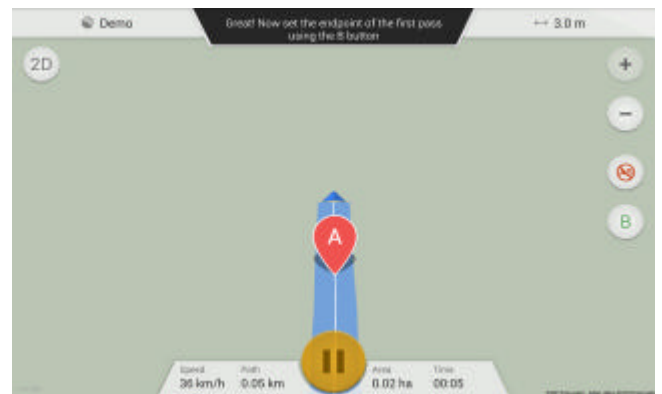 Demo
Great! Now set the endpoint of the first pass
using the B button
3.0 m
2D
B
A
Speed
Path
Area
Time
36 km/h
0.05 km
0.02 ha
00:05